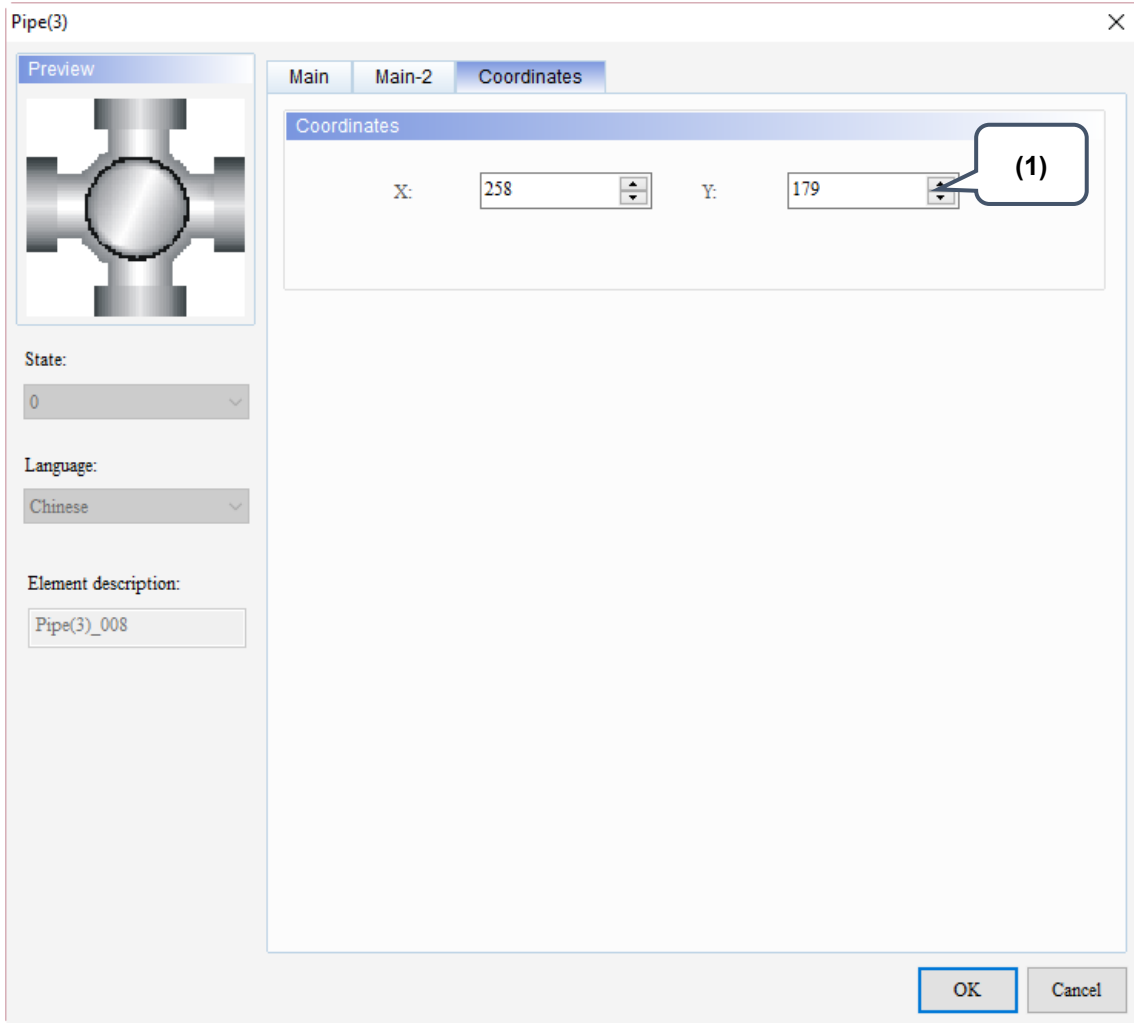 Pipe(3)
Preview
Main Main-2 Coordinates
Coordinates
X: 258 Y: 179
(1)
State:
0
Language:
Chinese
Element description:
Pipe(3)_008
OK Cancel